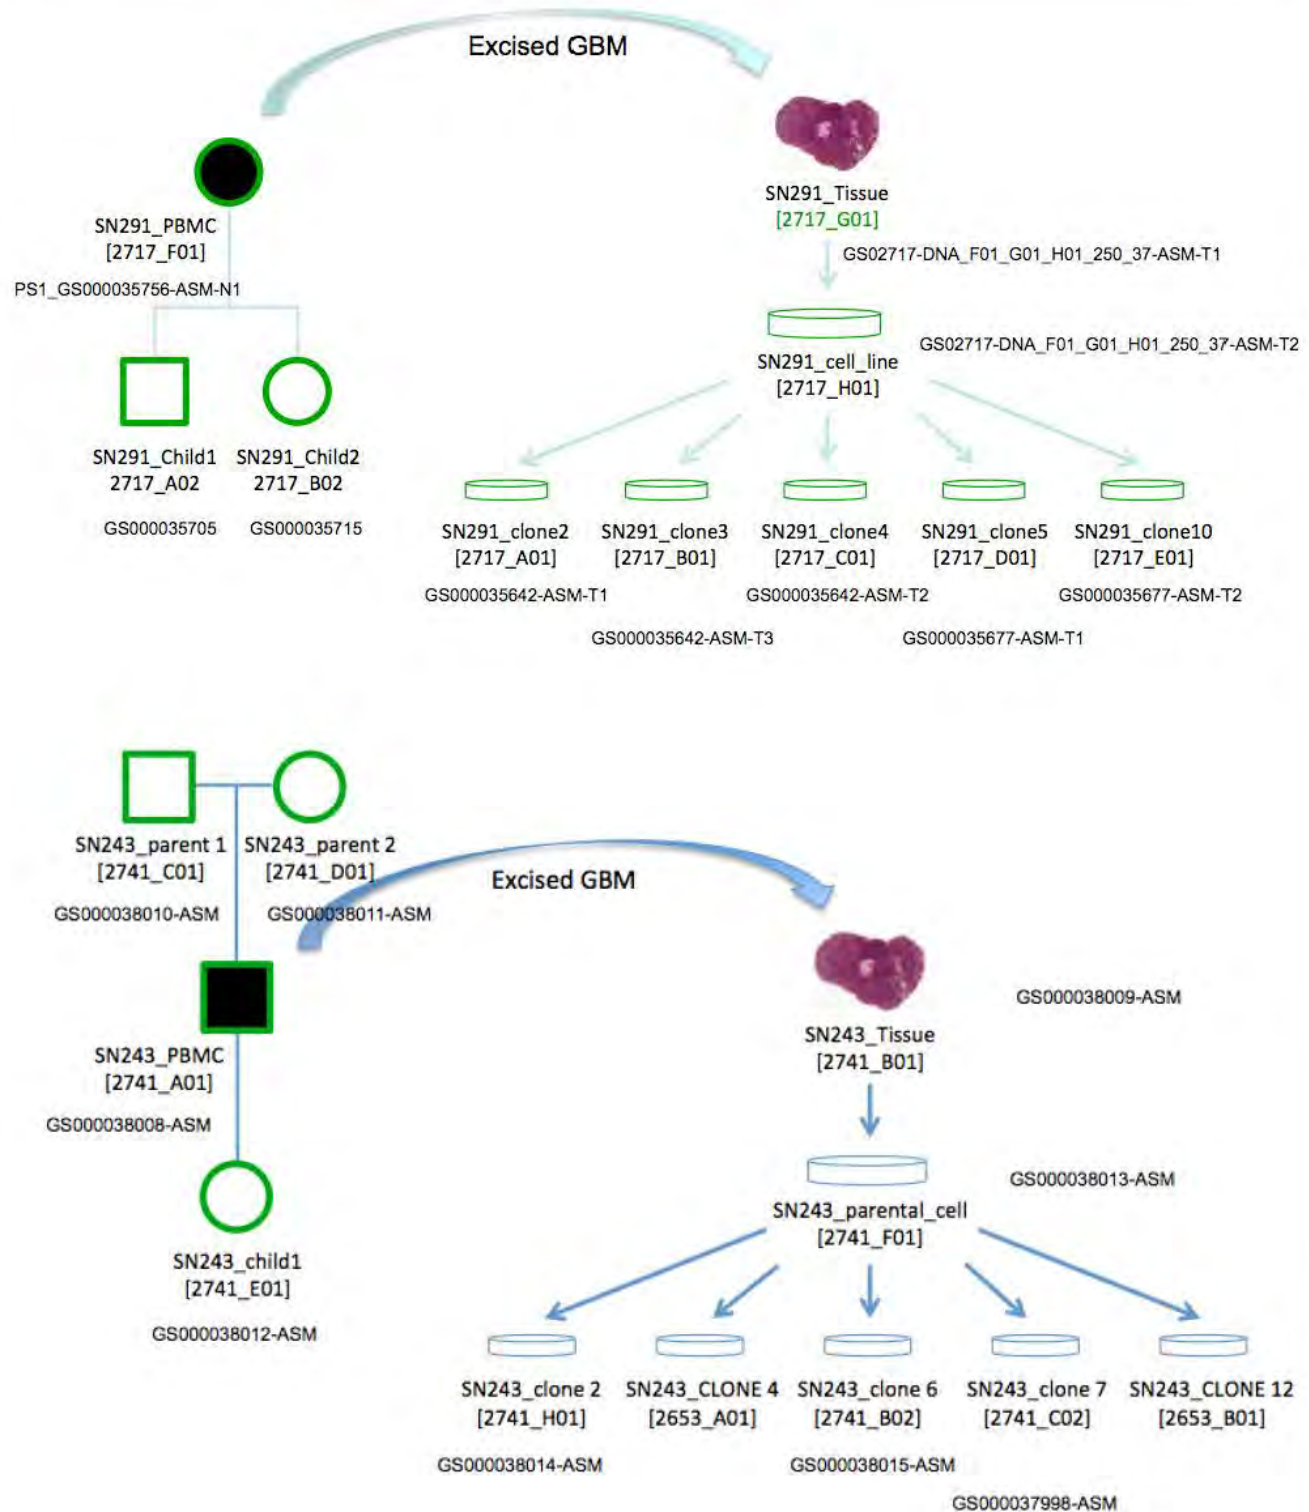 Excised GBM
SN291_PBMC
[2717_F01]
PS1_GS000035756-ASM-N1
SN291_Child1
2717_A02
GS000035705
SN291_Child2
2717_B02
GS000035715
SN291_Tissue
[2717_G01]
GS02717-DNA_F01_G01_H01_250_37-ASM-T1
SN291_cell_line
[2717_H01]
GS02717-DNA_F01_G01_H01_250_37-ASM-T2
SN291_clone2
[2717_A01]
GS000035642-ASM-T1
SN291_clone3
[2717_B01]
GS000035642-ASM-T3
SN291_clone4
[2717_C01]
GS000035642-ASM-T2
SN291_clone5
[2717_D01]
GS000035677-ASM-T1
SN291_clone10
[2717_E01]
GS000035677-ASM-T2
SN243_parent 1
[2741_C01]
GS000038010-ASM
SN243_parent 2
[2741_D01]
GS000038011-ASM
Excised GBM
SN243_PBMC
[2741_A01]
GS000038008-ASM
SN243_child1
[2741_E01]
GS000038012-ASM
GS000038009-ASM
SN243_Tissue
[2741_B01]
GS000038013-ASM
SN243_parental_cell
[2741_F01]
SN243_clone 2
[2741_H01]
GS000038014-ASM
SN243_CLONE 4
[2653_A01]
SN243_clone 6
[2741_B02]
GS000038015-ASM
SN243_clone 7
[2741_C02]
GS000037998-ASM
SN243_CLONE 12
[2653_B01]